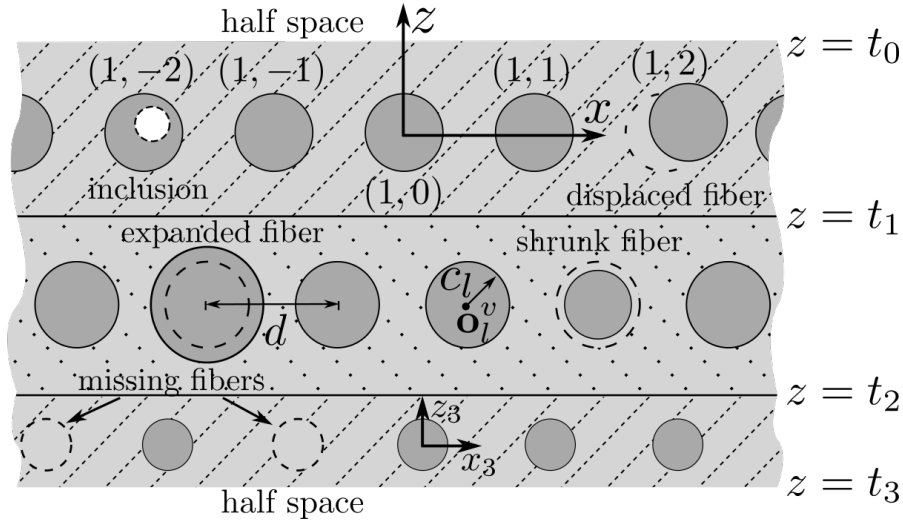 half space
z
z = t₀
(1, −2)
(1, −1)
(1, 1)
(1, 2)
x
inclusion
(1, 0)
displaced fiber
z = t₁
expanded fiber
shrunk fiber
cₗ
v
oₗ
d
missing fibers
z = t₂
z₃
x₃
half space
z = t₃